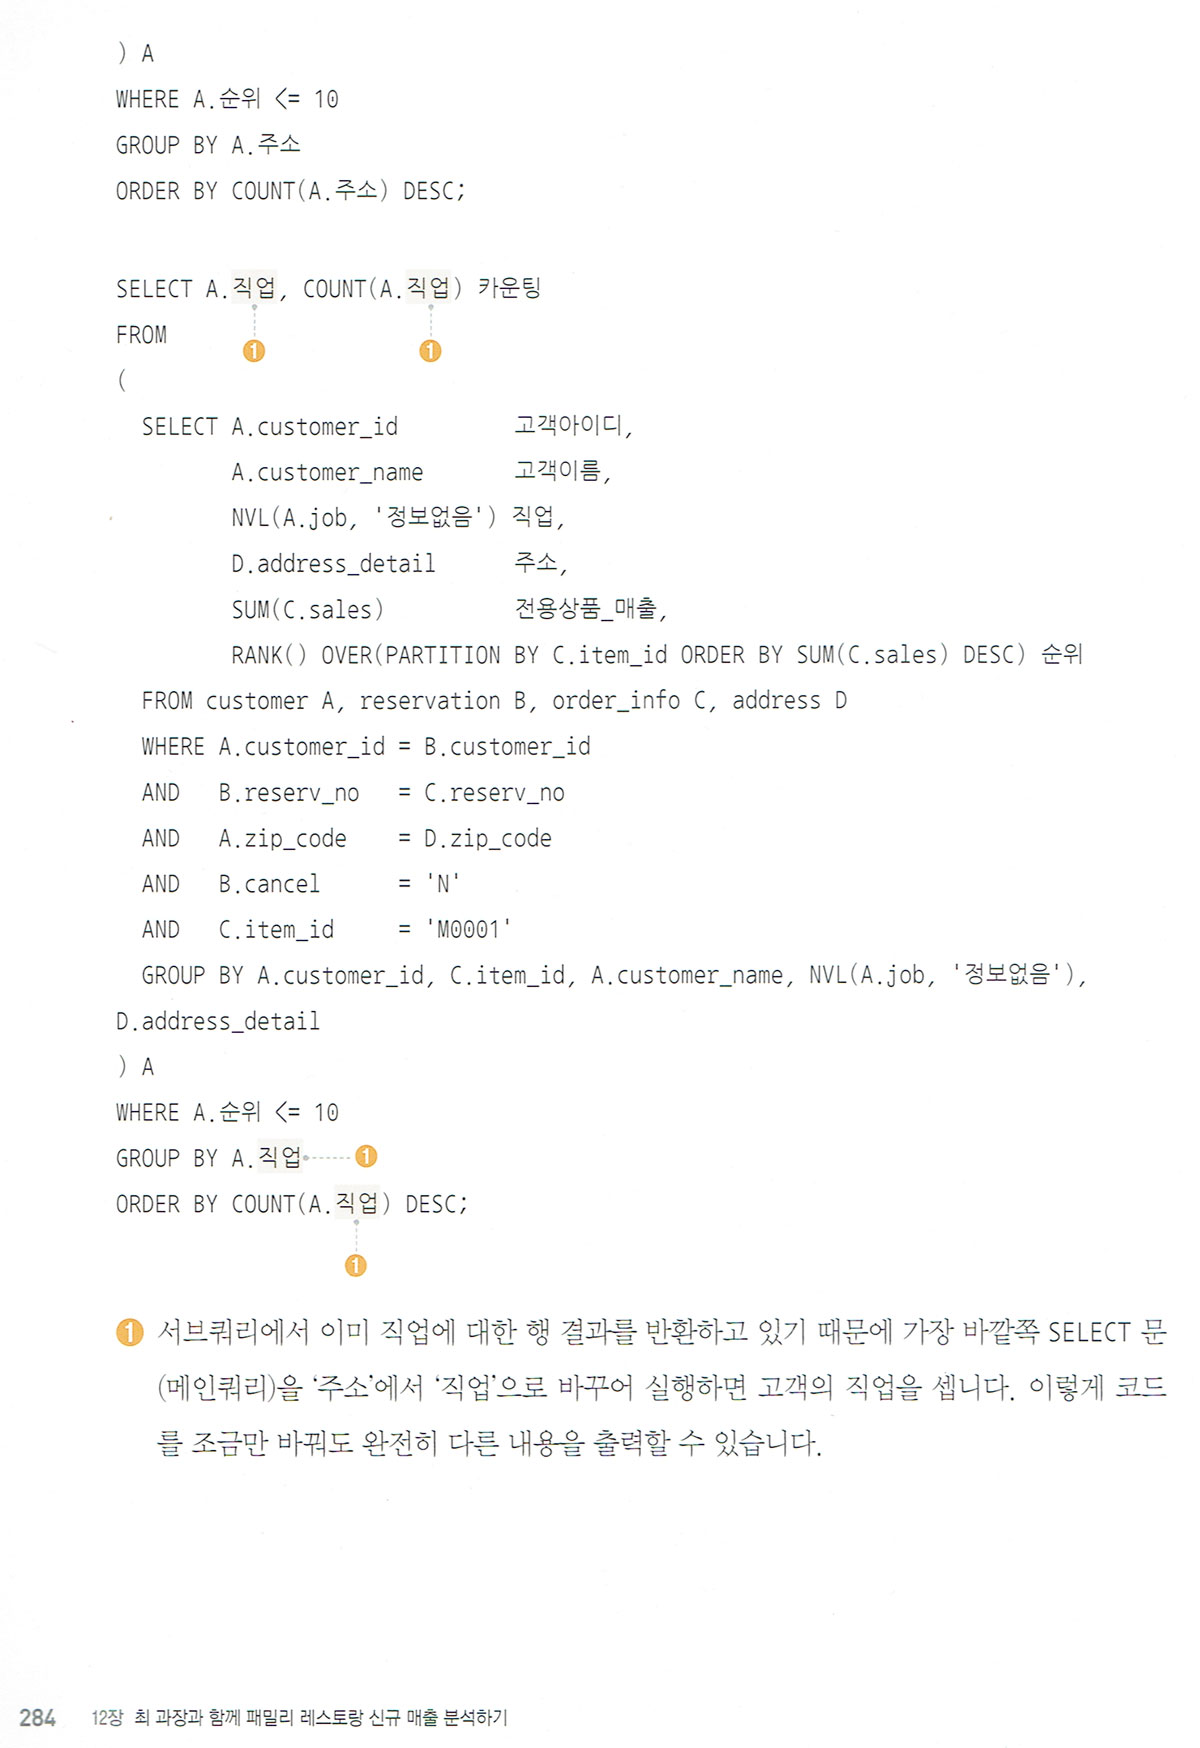 ) A
WHERE A.순위 <= 10
GROUP BY A.주소
ORDER BY COUNT(A.주소) DESC;
SELECT A.직업, COUNT(A.직업) 카운팅
1 1
FROM
(
SELECT A.customer_id 고객아이디,
A.customer_name 고객이름,
NVL(A.job, '정보없음') 직업,
D.address_detail 주소,
SUM(C.sales) 전용상품_매출,
RANK() OVER(PARTITION BY C.item_id ORDER BY SUM(C.sales) DESC) 순위
FROM customer A, reservation B, order_info C, address D
WHERE A.customer_id = B.customer_id
AND B.reserv_no = C.reserv_no
AND A.zip_code = D.zip_code
AND B.cancel = 'N'
AND C.item_id = 'M0001'
GROUP BY A.customer_id, C.item_id, A.customer_name, NVL(A.job, '정보없음'),
D.address_detail
) A
WHERE A.순위 <= 10
GROUP BY A.직업 1
ORDER BY COUNT(A.직업) DESC;
1
1 서브쿼리에서 이미 직업에 대한 행 결과를 반환하고 있기 때문에 가장 바깥쪽 SELECT 문
(메인쿼리)을 ‘주소’에서 ‘직업’으로 바꾸어 실행하면 고객의 직업을 셉니다. 이렇게 코드
를 조금만 바꿔도 완전히 다른 내용을 출력할 수 있습니다.
284 12장 최 과장과 함께 패밀리 레스토랑 신규 매출 분석하기